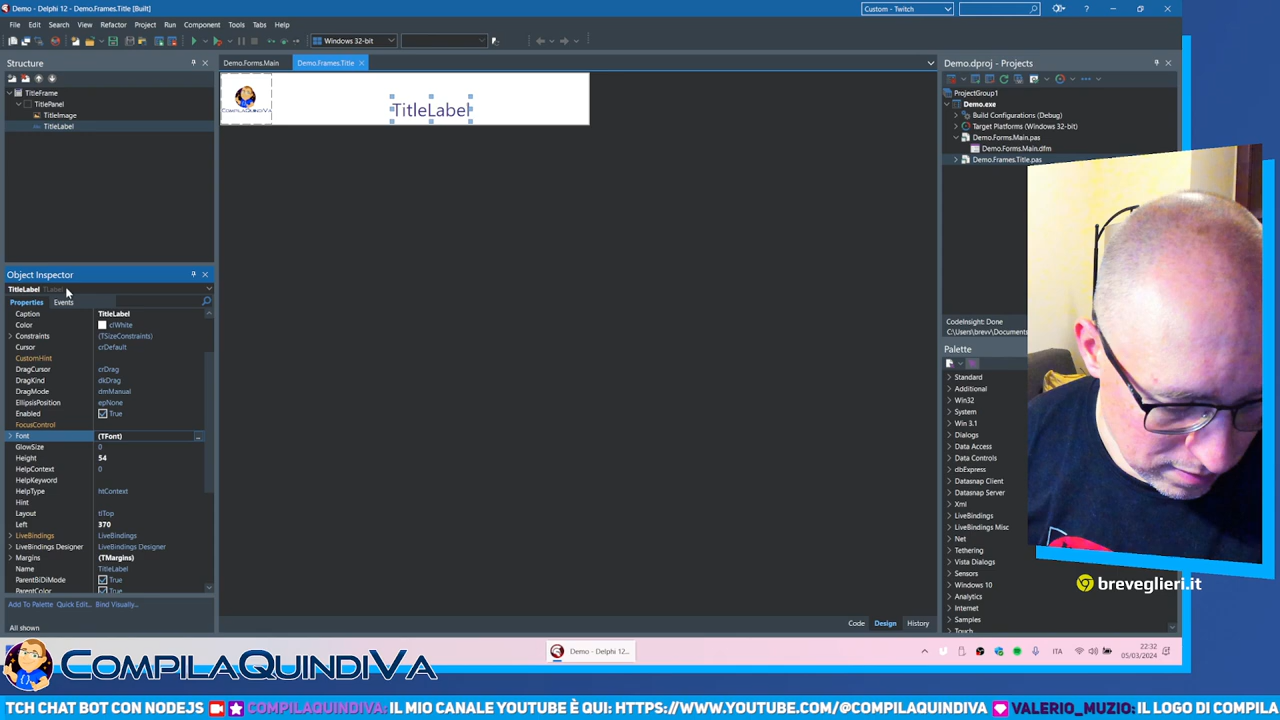 Demo - Delphi 12 - Demo.Frames.Title [Built]
Custom - Twitch
File Edit Search View Refactor Project Run Component Tools Tabs Help
Windows 32-bit
Structure
TitleFrame
TitlePanel
TitleImage
TitleLabel
Demo.Forms.Main Demo.Frames.Title
COMPILAQUINDIVA
TitleLabel
Object Inspector
TitleLabel TLabel
Properties Events
Caption TitleLabel
Color clWhite
Constraints (TSizeConstraints)
Cursor crDefault
CustomHint
DragCursor crDrag
DragKind dkDrag
DragMode dmManual
EllipsisPosition epNone
Enabled True
FocusControl
Font (TFont)
GlowSize 0
Height 54
HelpContext 0
HelpKeyword
HelpType htContext
Hint
Layout tlTop
Left 370
LiveBindings LiveBindings
LiveBindings Designer LiveBindings Designer
Margins (TMargins)
Name TitleLabel
ParentBiDiMode True
ParentColor True
Add To Palette Quick Edit... Bind Visually...
All shown
Code Design History
Demo.dproj - Projects
ProjectGroup1
Demo.exe
Build Configurations (Debug)
Target Platforms (Windows 32-bit)
Demo.Forms.Main.pas
Demo.Forms.Main.dfm
Demo.Frames.Title.pas
CodeInsight: Done
C:\Users\brevv\Documents
Palette
Standard
Additional
Win32
System
Win 3.1
Dialogs
Data Access
Data Controls
dbExpress
Datasnap Client
Datasnap Server
Xml
LiveBindings
LiveBindings Misc
Net
Tethering
Vista Dialogs
Sensors
Windows 10
Analytics
Internet
Samples
Touch
breveglieri.it
Demo - Delphi 12...
ITA
22:32
05/03/2024
COMPILAQUINDIVA
TCH CHAT BOT CON NODEJS COMPILAQUINDIVA: IL MIO CANALE YOUTUBE È QUI: HTTPS://WWW.YOUTUBE.COM/@COMPILAQUINDIVA VALERIO_MUZIO: IL LOGO DI COMPILA